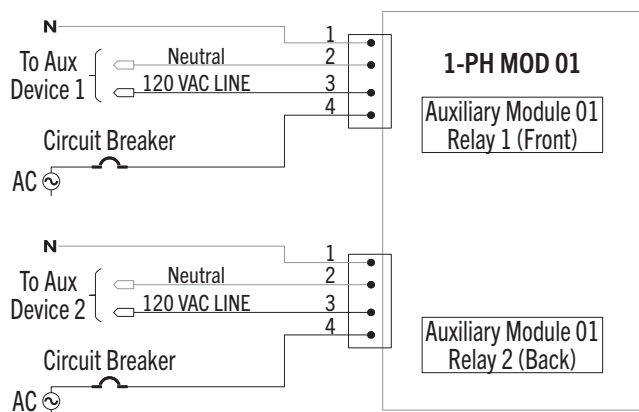 N
1
To Aux
Device 1
Neutral
2
120 VAC LINE
3
4
Circuit Breaker
AC
1-PH MOD 01
Auxiliary Module 01
Relay 1 (Front)
N
1
To Aux
Device 2
Neutral
2
120 VAC LINE
3
4
Circuit Breaker
AC
Auxiliary Module 01
Relay 2 (Back)